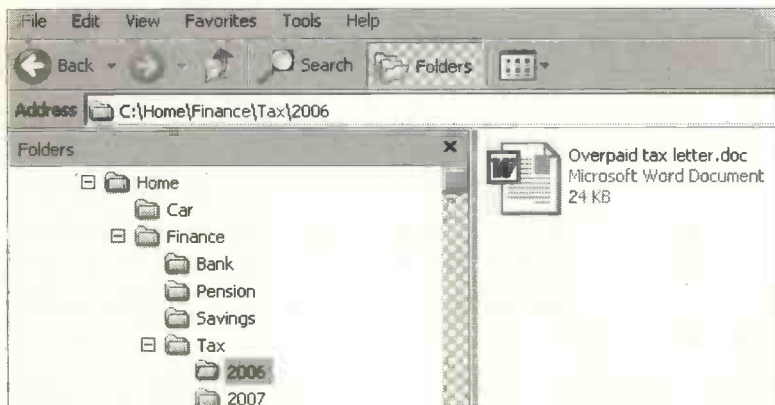 File Edit View Favorites Tools Help
Back Search Folders
Address C:\Home\Finance\Tax\2006
Folders
Home
Car
Finance
Bank
Pension
Savings
Tax
2006
2007
Overpaid tax letter.doc
Microsoft Word Document
24 KB